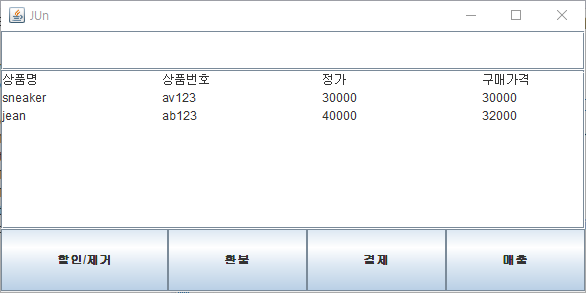 JUn
상품명 상품번호 정가 구매가격
sneaker av123 30000 30000
jean ab123 40000 32000
할인/제거 환불 결제 매출